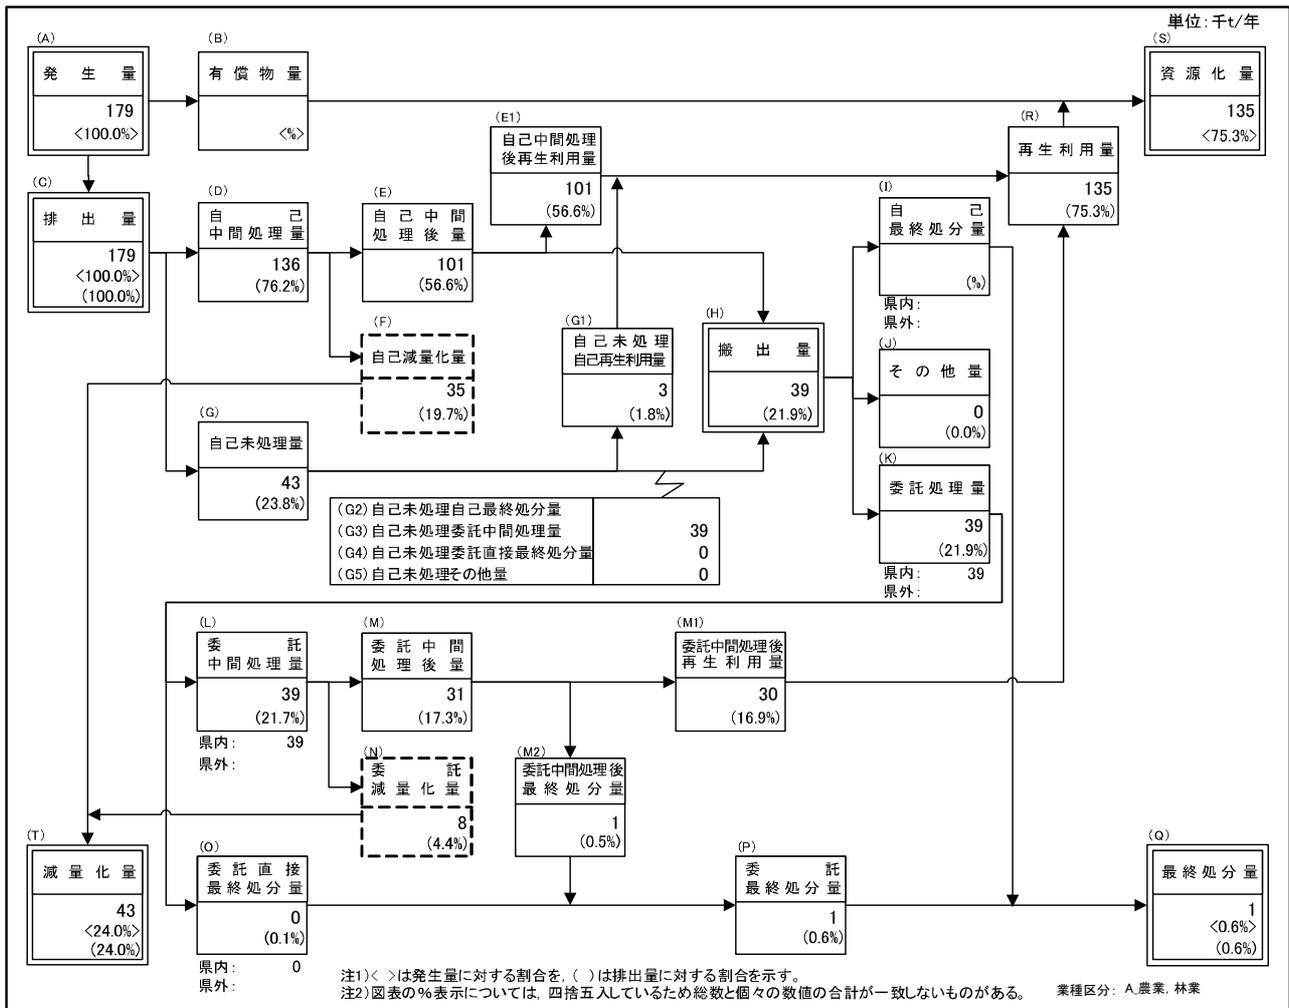 単位：千t/年
(A)
発生量
179
<100.0%>
(B)
有償物量
<%>
(S)
資源化量
135
<75.3%>
(E1)
自己中間処理
後再生利用量
101
(56.6%)
(R)
再生利用量
135
(75.3%)
(C)
排出量
179
<100.0%>
(100.0%)
(D)
自己
中間処理量
136
(76.2%)
(E)
自己中間
処理後量
101
(56.6%)
(I)
自己
最終処分量
(%)
県内：
県外：
(F)
自己減量化量
35
(19.7%)
(G1)
自己未処理
自己再生利用量
3
(1.8%)
(H)
搬出量
39
(21.9%)
(J)
その他量
0
(0.0%)
(G)
自己未処理量
43
(23.8%)
(K)
委託処理量
39
(21.9%)
県内： 39
県外：
(G2)自己未処理自己最終処分量
(G3)自己未処理委託中間処理量 39
(G4)自己未処理委託直接最終処分量 0
(G5)自己未処理その他量 0
(L)
委託
中間処理量
39
(21.7%)
県内： 39
県外：
(M)
委託中間
処理後量
31
(17.3%)
(M1)
委託中間処理後
再生利用量
30
(16.9%)
(N)
委託
減量化量
8
(4.4%)
(M2)
委託中間処理後
最終処分量
1
(0.5%)
(T)
減量化量
43
<24.0%>
(24.0%)
(O)
委託直接
最終処分量
0
(0.1%)
県内： 0
県外：
(P)
委託
最終処分量
1
(0.6%)
(Q)
最終処分量
1
<0.6%>
(0.6%)
注1)< >は発生量に対する割合を,( )は排出量に対する割合を示す。
注2)図表の％表示については,四捨五入しているため総数と個々の数値の合計が一致しないものがある。
業種区分： A_農業,林業